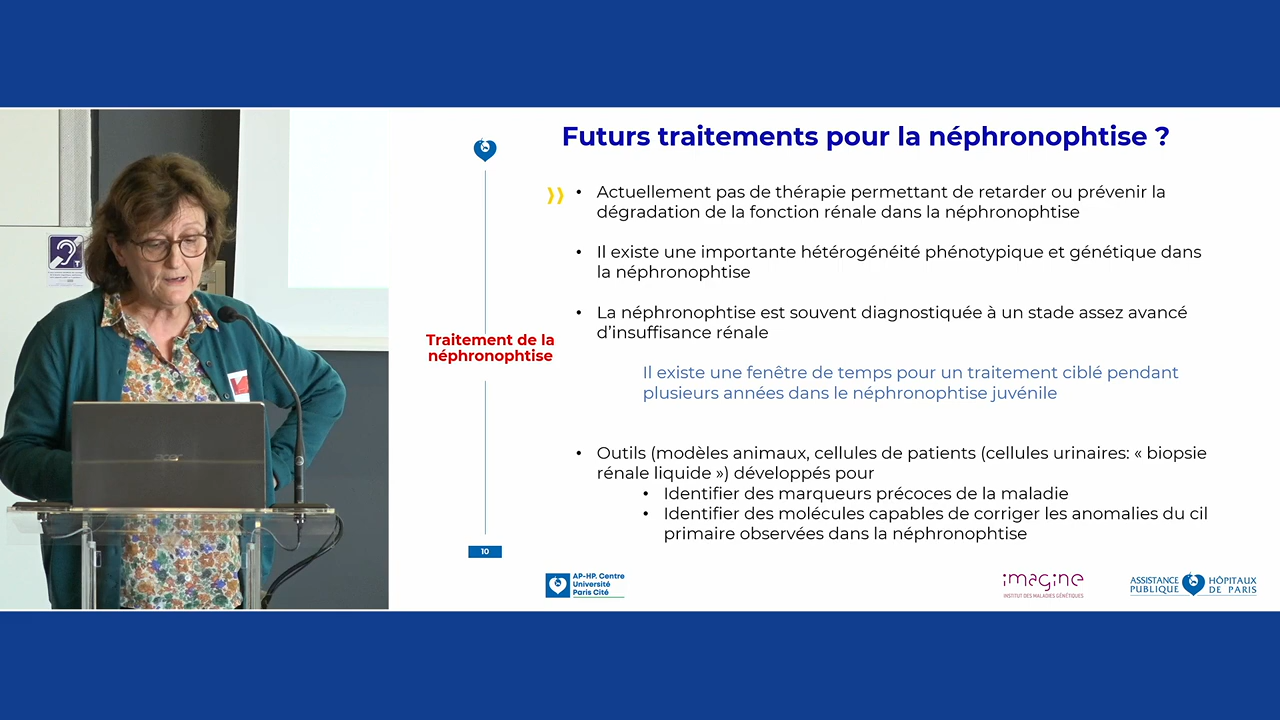 Futurs traitements pour la néphronophtise ?
• Actuellement pas de thérapie permettant de retarder ou prévenir la
dégradation de la fonction rénale dans la néphronophtise
• Il existe une importante hétérogénéité phénotypique et génétique dans
la néphronophtise
• La néphronophtise est souvent diagnostiquée à un stade assez avancé
d’insuffisance rénale
Traitement de la
néphronophtise
Il existe une fenêtre de temps pour un traitement ciblé pendant
plusieurs années dans le néphronophtise juvénile
• Outils (modèles animaux, cellules de patients (cellules urinaires: « biopsie
rénale liquide ») développés pour
• Identifier des marqueurs précoces de la maladie
• Identifier des molécules capables de corriger les anomalies du cil
primaire observées dans la néphronophtise
10
AP-HP. Centre
Université
Paris Cité
imagine
INSTITUT DES MALADIES GÉNÉTIQUES
ASSISTANCE
PUBLIQUE
HÔPITAUX
DE PARIS
acer
T